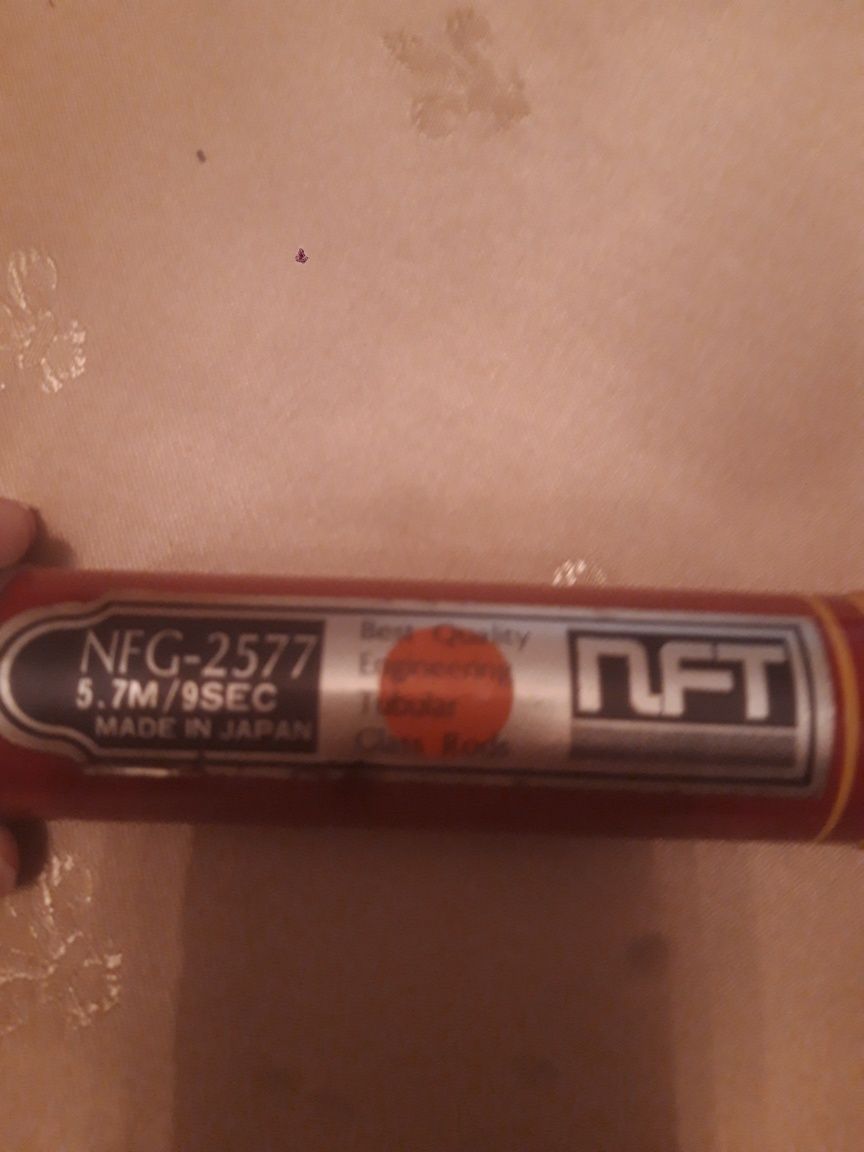 NFG-2577
5.7M/9SEC
MADE IN JAPAN
Best Quality
Engineering
Tubular
Glass Rods
NFT